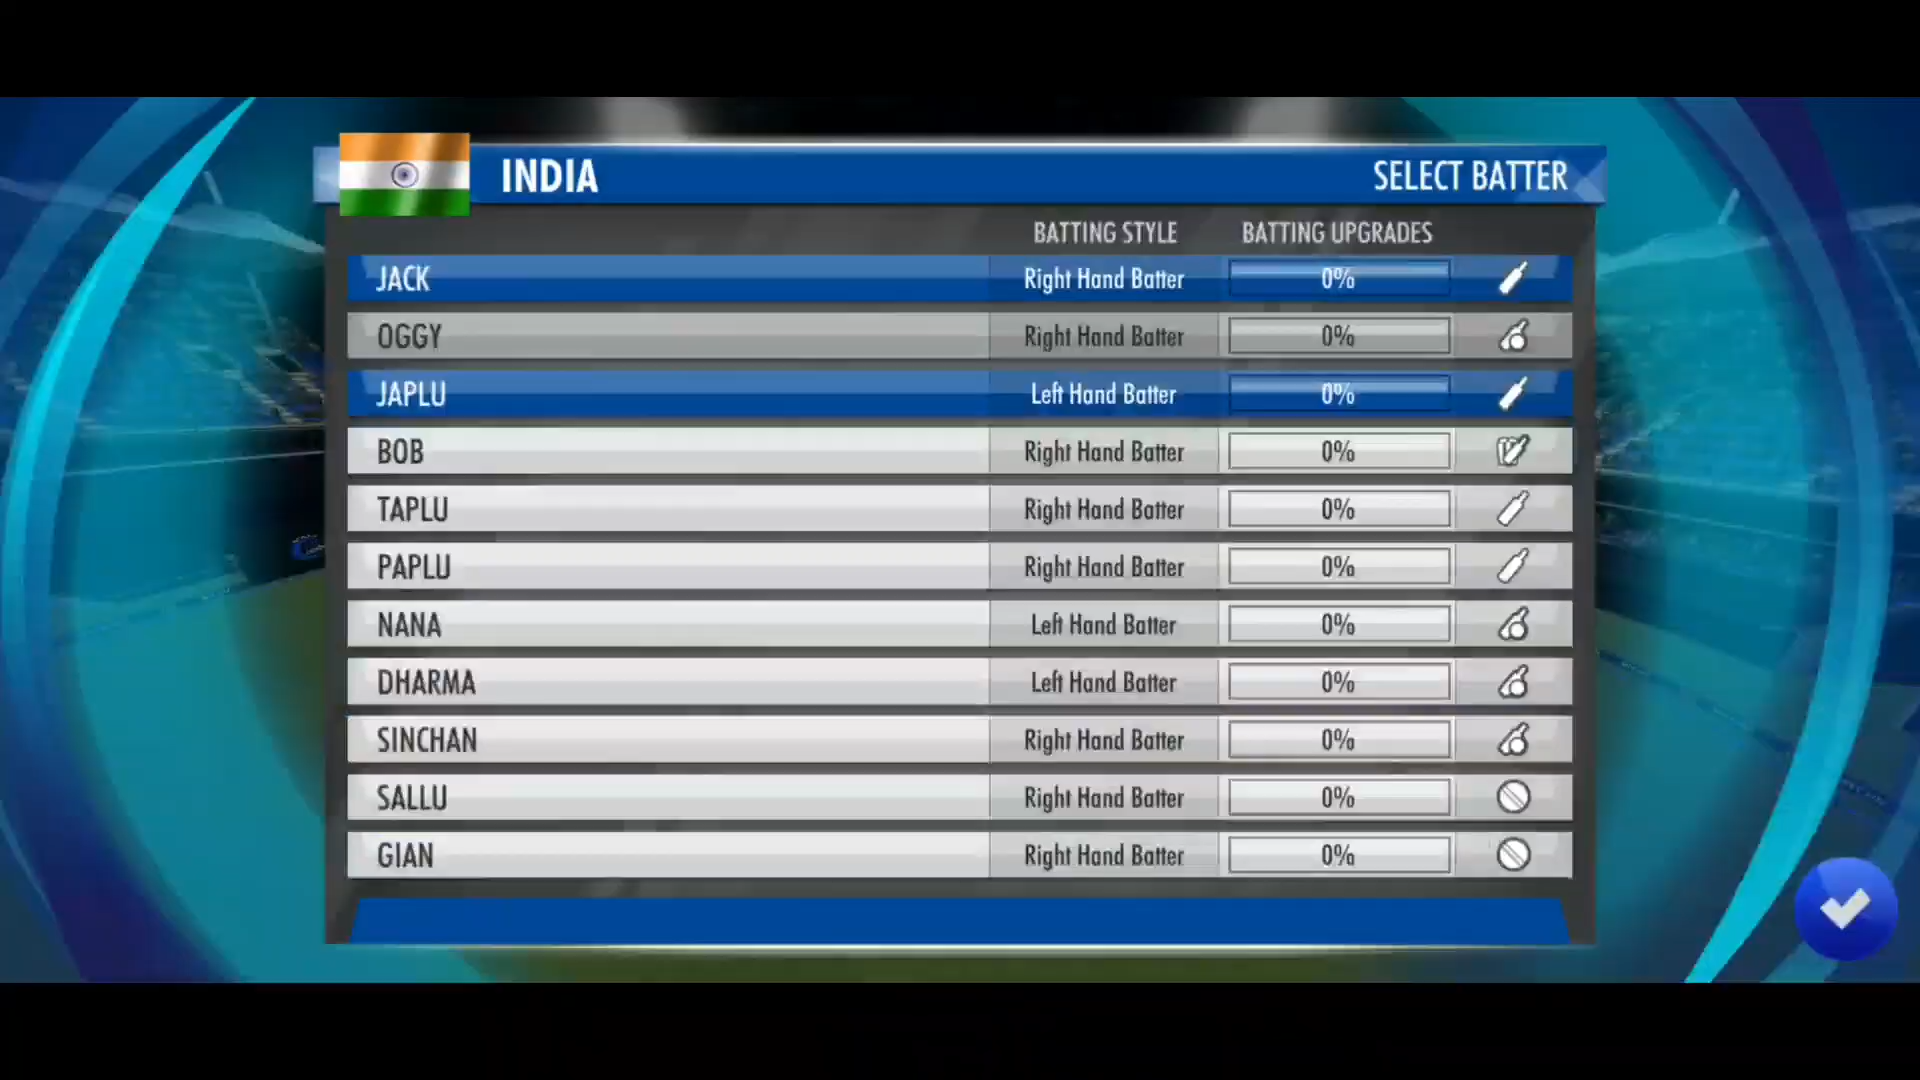 INDIA SELECT BATTER
BATTING STYLE BATTING UPGRADES
JACK Right Hand Batter 0%
OGGY Right Hand Batter 0%
JAPLU Left Hand Batter 0%
BOB Right Hand Batter 0%
TAPLU Right Hand Batter 0%
PAPLU Right Hand Batter 0%
NANA Left Hand Batter 0%
DHARMA Left Hand Batter 0%
SINCHAN Right Hand Batter 0%
SALLU Right Hand Batter 0%
GIAN Right Hand Batter 0%